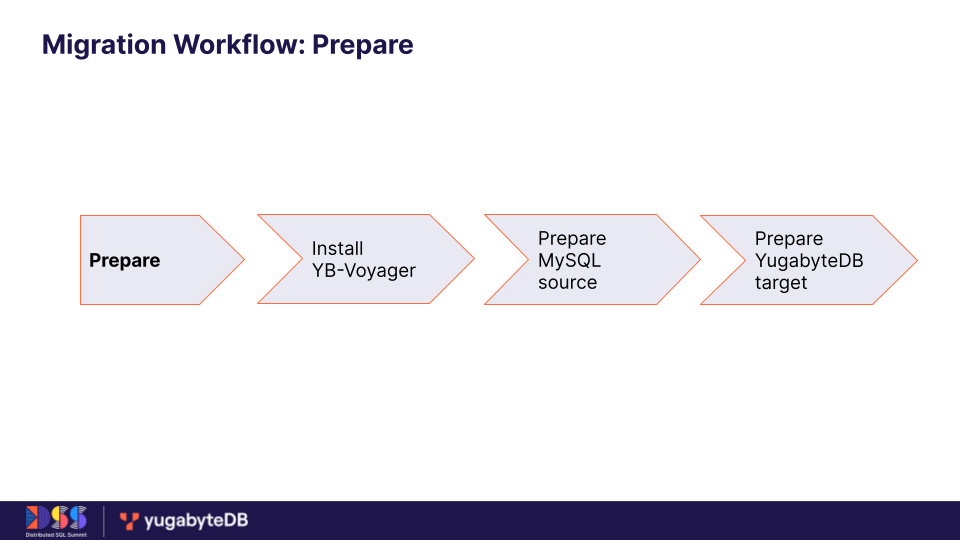 Migration Workflow: Prepare
Prepare
Install
YB-Voyager
Prepare
MySQL
source
Prepare
YugabyteDB
target
DSS
Distributed SQL Summit
yugabyteDB